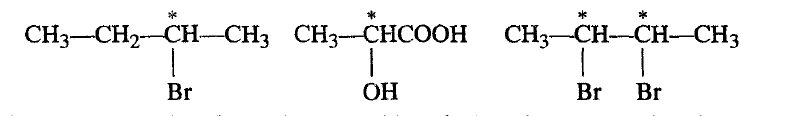 * * * *
CH3—CH2—CH—CH3 CH3—CHCOOH CH3—CH—CH—CH3
Br OH Br Br